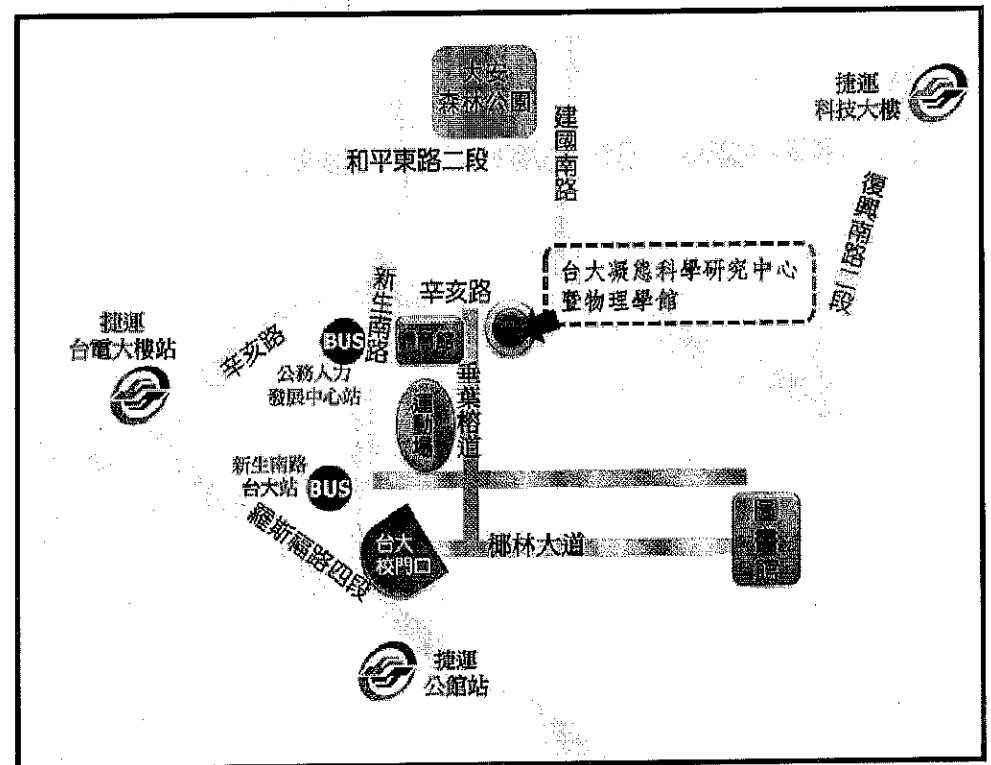 大安
森林公園
捷運
科技大樓
建國南路
和平東路二段
復興南路二段
台大凝態科學研究中心
暨物理學館
新生南路
辛亥路
捷運
台電大樓站
辛亥路
BUS
公務人力
發展中心站
體育館
垂葉榕道
運動場
新生南路
台大站
BUS
羅斯福路四段
台大
校門口
椰林大道
圖書館
捷運
公館站